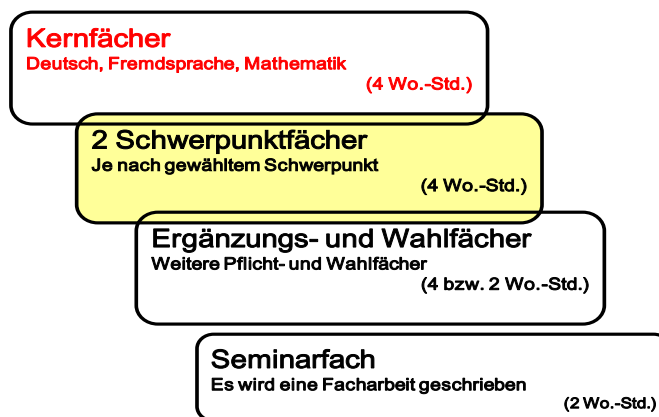 Kernfächer
Deutsch, Fremdsprache, Mathematik
(4 Wo.-Std.)
2 Schwerpunktfächer
Je nach gewähltem Schwerpunkt
(4 Wo.-Std.)
Ergänzungs- und Wahlfächer
Weitere Pflicht- und Wahlfächer
(4 bzw. 2 Wo.-Std.)
Seminarfach
Es wird eine Facharbeit geschrieben
(2 Wo.-Std.)